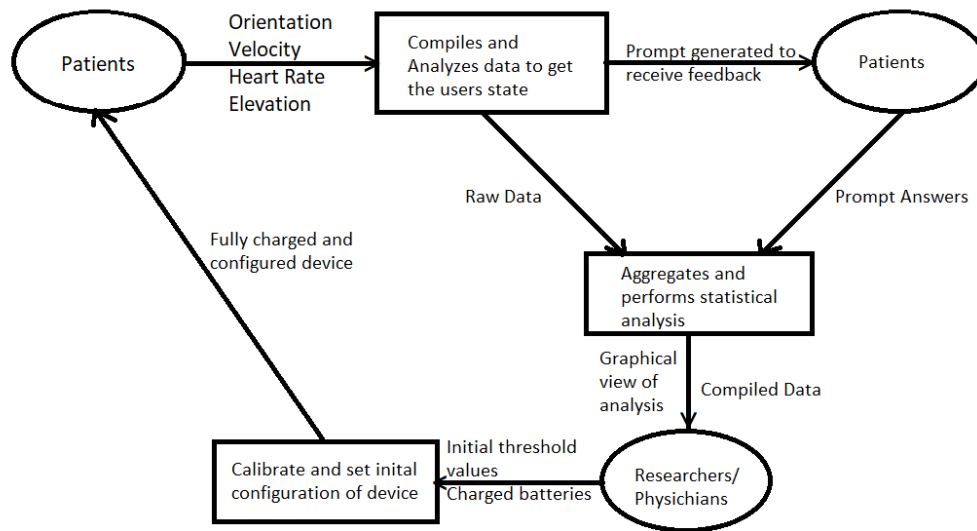 Patients
Orientation
Velocity
Heart Rate
Elevation
Compiles and
Analyzes data to get
the users state
Prompt generated to
receive feedback
Patients
Raw Data
Prompt Answers
Fully charged and
configured device
Aggregates and
performs statistical
analysis
Graphical
view of
analysis
Compiled Data
Initial threshold
values
Charged batteries
Calibrate and set inital
configuration of device
Researchers/
Physichians